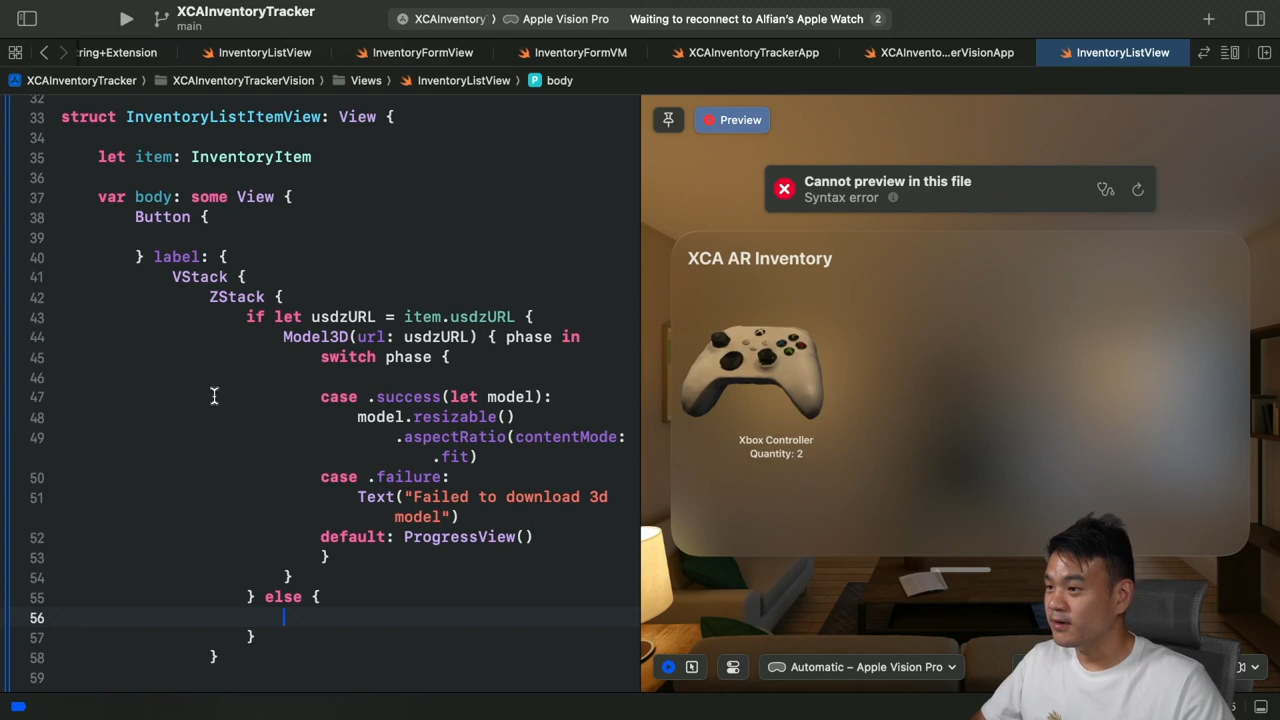 XCAInventoryTracker
main
XCAInventory
Apple Vision Pro
Waiting to reconnect to Alfian's Apple Watch
2
ring+Extension
InventoryListView
InventoryFormView
InventoryFormVM
XCAInventoryTrackerApp
XCAInvento...erVisionApp
InventoryListView
XCAInventoryTracker
XCAInventoryTrackerVision
Views
InventoryListView
body
32
33 struct InventoryListItemView: View {
34
35 let item: InventoryItem
36
37 var body: some View {
38 Button {
39
40 } label: {
41 VStack {
42 ZStack {
43 if let usdzURL = item.usdzURL {
44 Model3D(url: usdzURL) { phase in
45 switch phase {
46
47 case .success(let model):
48 model.resizable()
49 .aspectRatio(contentMode:
.fit)
50 case .failure:
51 Text("Failed to download 3d
model")
52 default: ProgressView()
53 }
54 }
55 } else {
56
57 }
58 }
59
Preview
Cannot preview in this file
Syntax error
XCA AR Inventory
Xbox Controller
Quantity: 2
Automatic – Apple Vision Pro